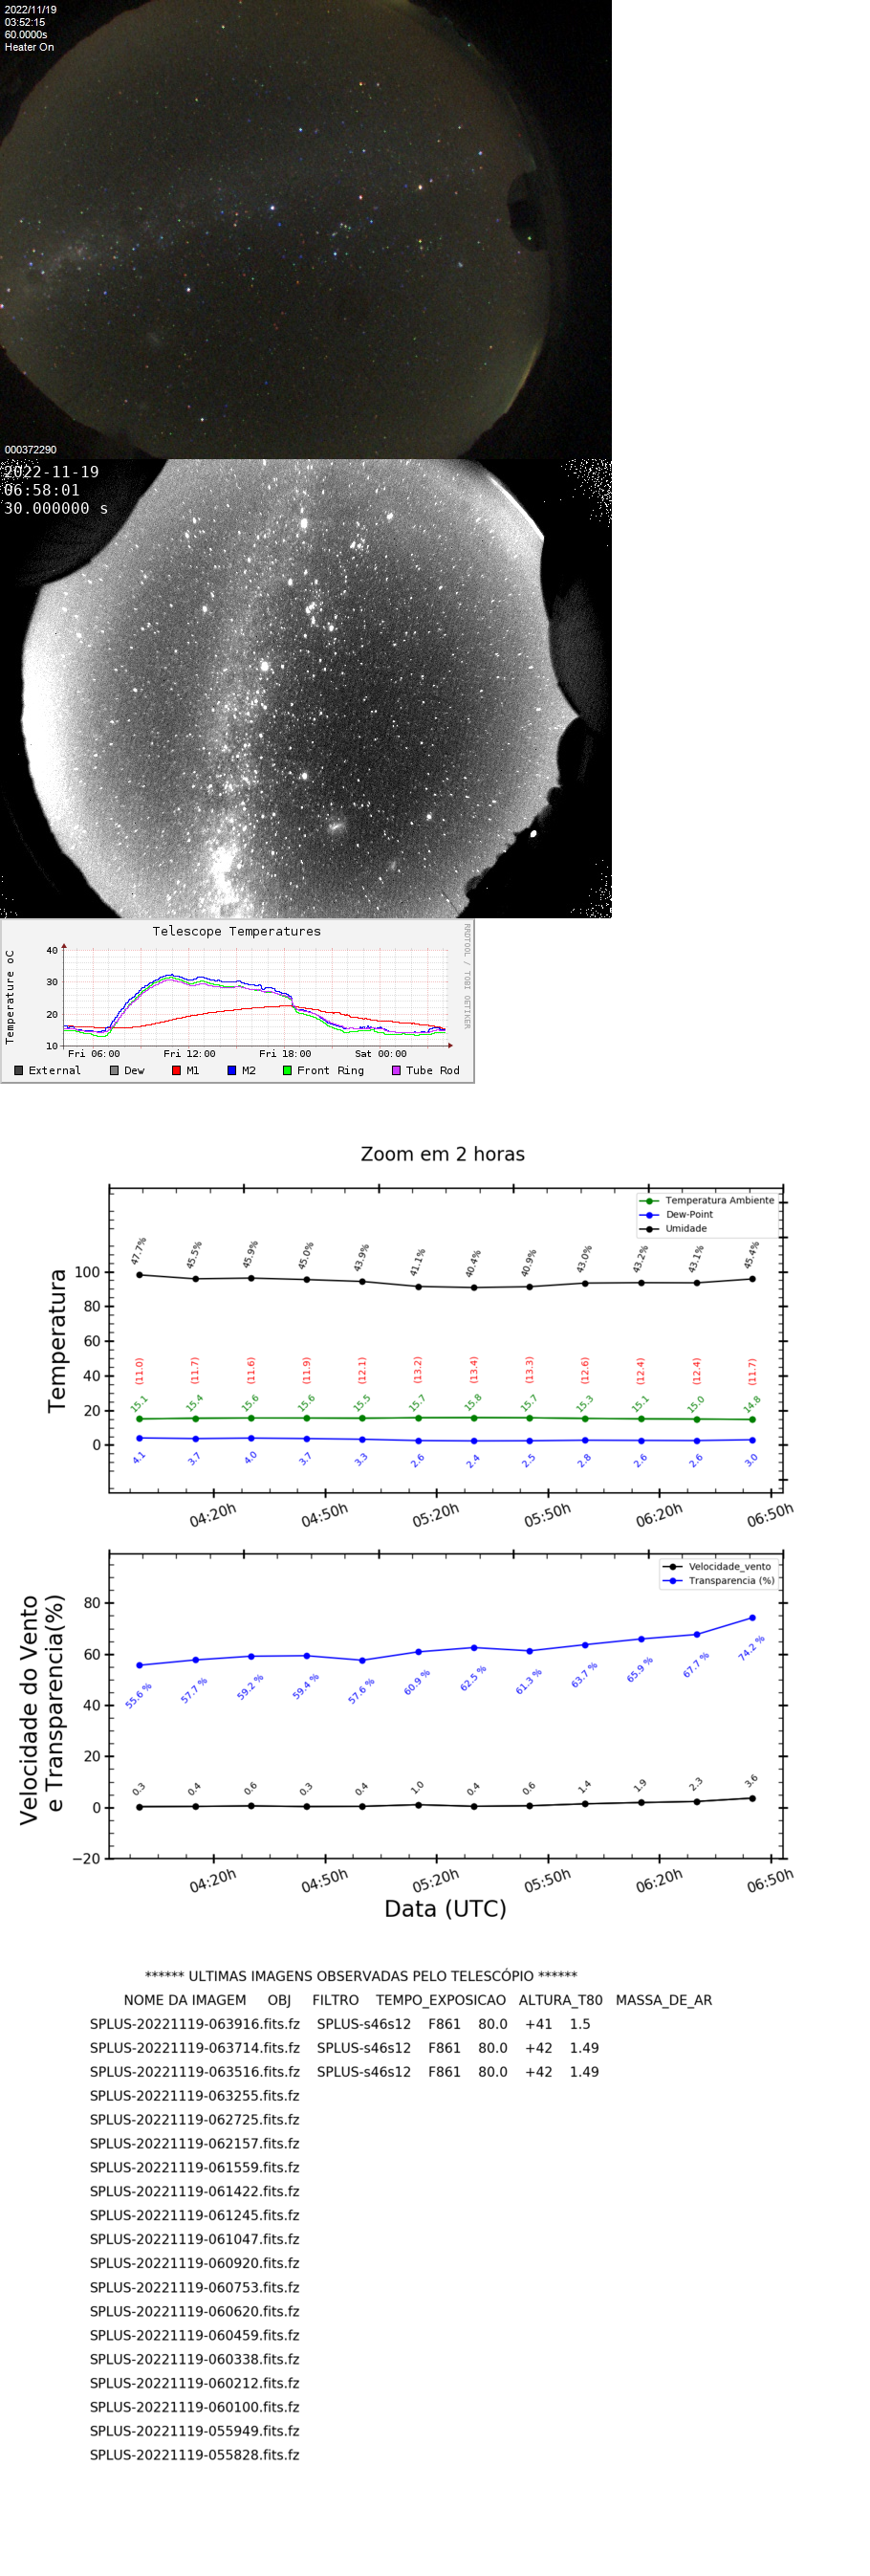 2022/11/19
03:52:15
60.0000s
Heater On
000372290
2022-11-19
06:58:01
30.000000 s
Telescope Temperatures
RRDTOOL / TOBI OETIKER
Temperature oC
40
30
20
10
Fri 06:00 Fri 12:00 Fri 18:00 Sat 00:00
External Dew M1 M2 Front Ring Tube Rod
Zoom em 2 horas
Temperatura Ambiente
Dew-Point
Umidade
Temperatura
100
80
60
40
20
0
47.7% 45.5% 45.9% 45.0% 43.9% 41.1% 40.4% 40.9% 43.0% 43.2% 43.1% 45.4%
(11.0) (11.7) (11.6) (11.9) (12.1) (13.2) (13.4) (13.3) (12.6) (12.4) (12.4) (11.7)
15.1 15.4 15.6 15.6 15.5 15.7 15.8 15.7 15.3 15.1 15.0 14.8
4.1 3.7 4.0 3.7 3.3 2.6 2.4 2.5 2.8 2.6 2.6 3.0
04:20h 04:50h 05:20h 05:50h 06:20h 06:50h
Velocidade_vento
Transparencia (%)
Velocidade do Vento
e Transparencia(%)
80
60
40
20
0
−20
55.6 % 57.7 % 59.2 % 59.4 % 57.6 % 60.9 % 62.5 % 61.3 % 63.7 % 65.9 % 67.7 % 74.2 %
0.3 0.4 0.6 0.3 0.4 1.0 0.4 0.6 1.4 1.9 2.3 3.6
04:20h 04:50h 05:20h 05:50h 06:20h 06:50h
Data (UTC)
****** ULTIMAS IMAGENS OBSERVADAS PELO TELESCÓPIO ******
NOME DA IMAGEM OBJ FILTRO TEMPO_EXPOSICAO ALTURA_T80 MASSA_DE_AR
SPLUS-20221119-063916.fits.fz SPLUS-s46s12 F861 80.0 +41 1.5
SPLUS-20221119-063714.fits.fz SPLUS-s46s12 F861 80.0 +42 1.49
SPLUS-20221119-063516.fits.fz SPLUS-s46s12 F861 80.0 +42 1.49
SPLUS-20221119-063255.fits.fz
SPLUS-20221119-062725.fits.fz
SPLUS-20221119-062157.fits.fz
SPLUS-20221119-061559.fits.fz
SPLUS-20221119-061422.fits.fz
SPLUS-20221119-061245.fits.fz
SPLUS-20221119-061047.fits.fz
SPLUS-20221119-060920.fits.fz
SPLUS-20221119-060753.fits.fz
SPLUS-20221119-060620.fits.fz
SPLUS-20221119-060459.fits.fz
SPLUS-20221119-060338.fits.fz
SPLUS-20221119-060212.fits.fz
SPLUS-20221119-060100.fits.fz
SPLUS-20221119-055949.fits.fz
SPLUS-20221119-055828.fits.fz